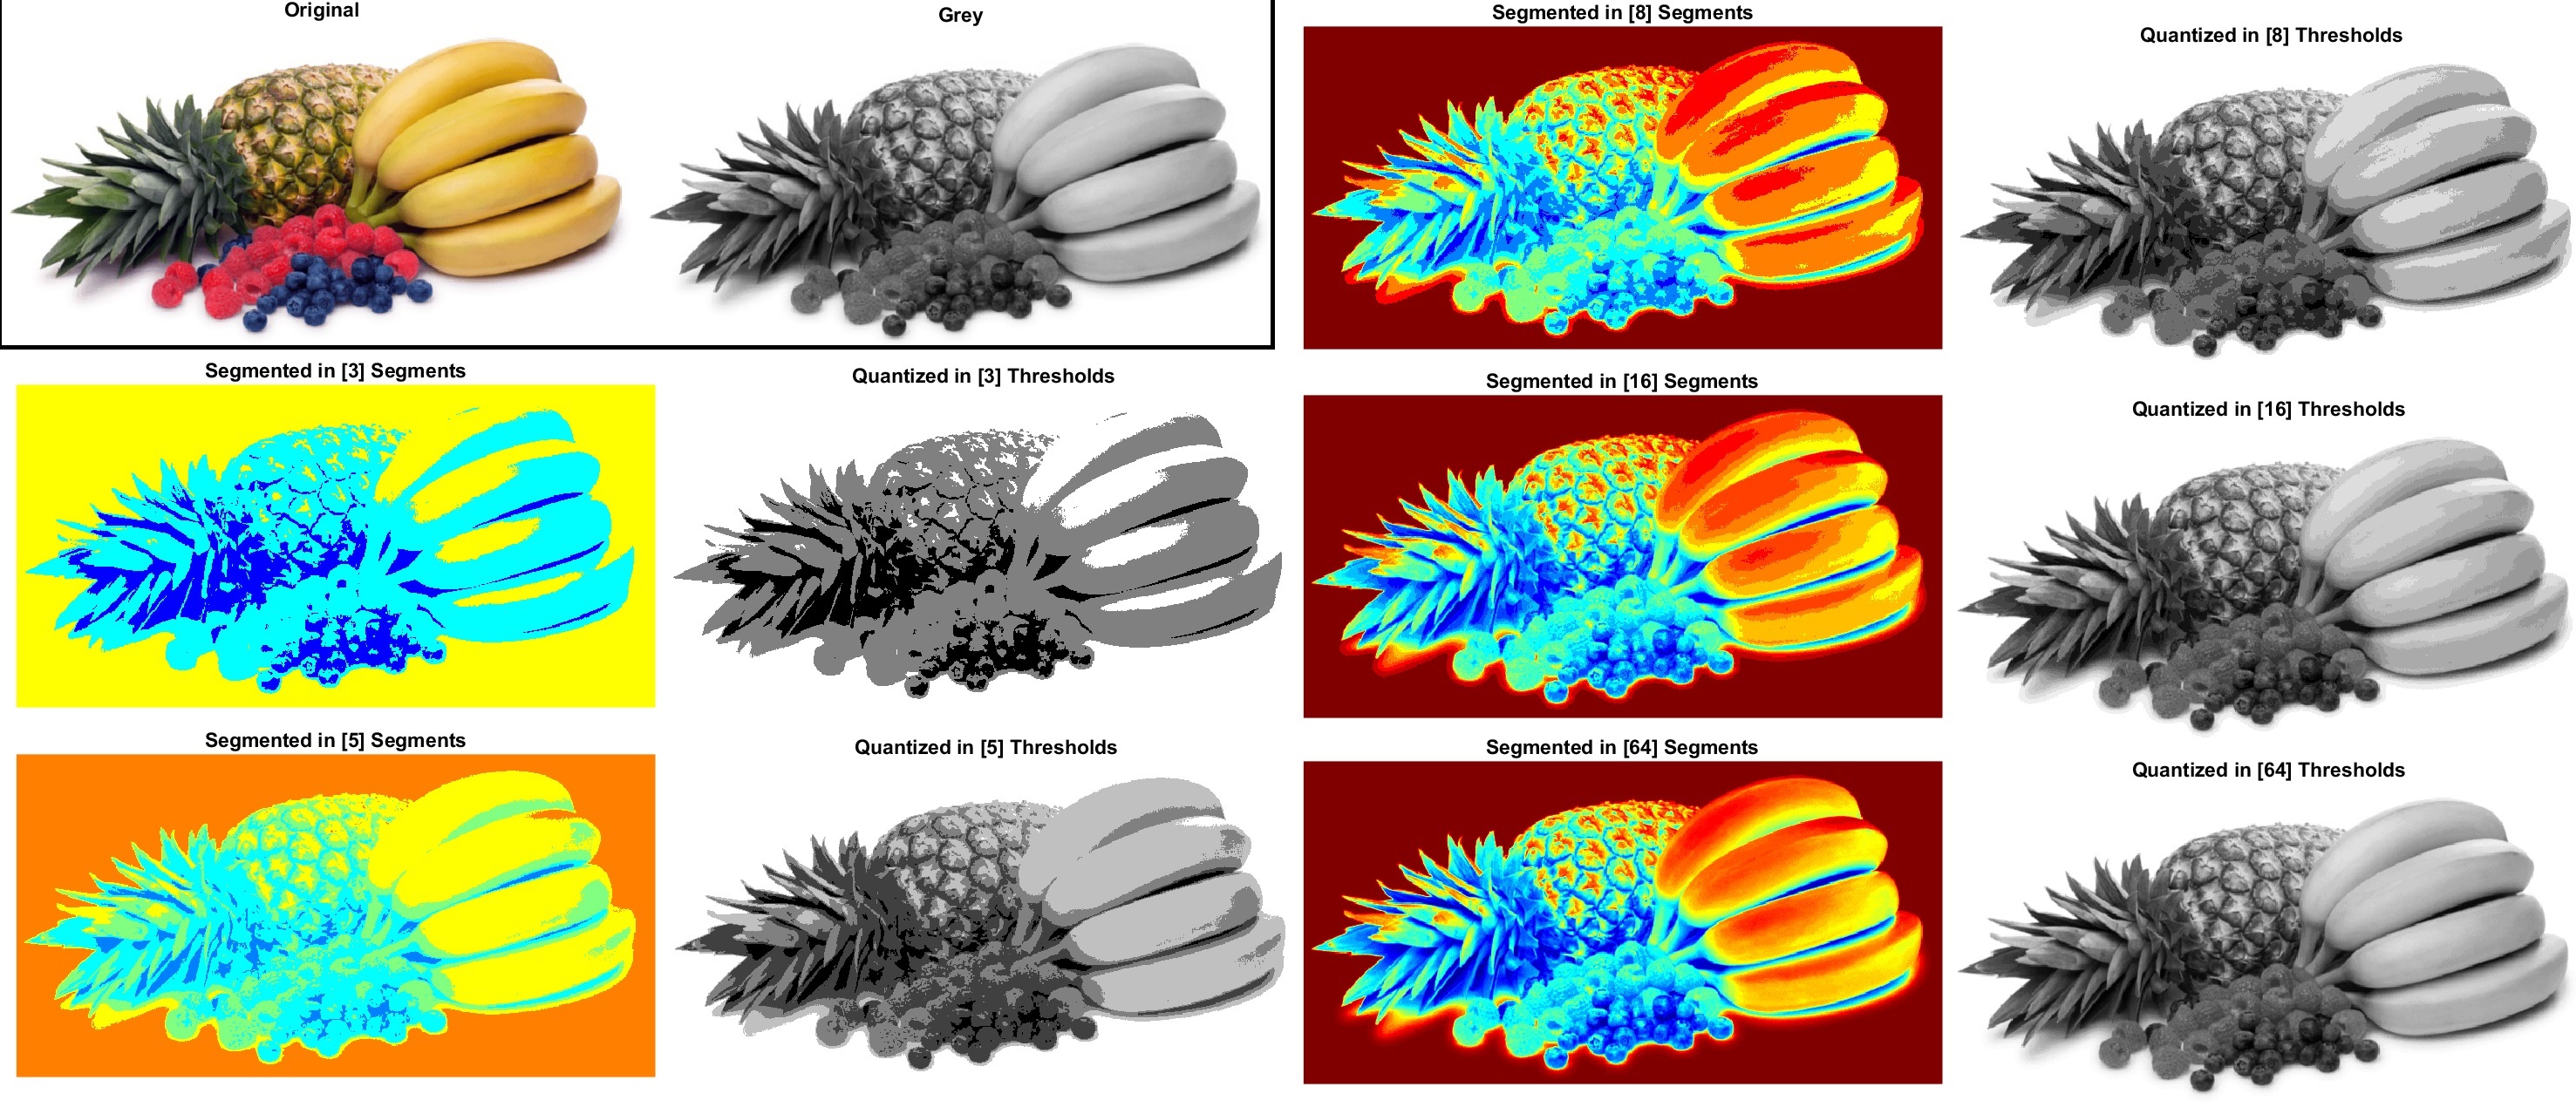 Original
Grey
Segmented in [8] Segments
Quantized in [8] Thresholds
Segmented in [3] Segments
Quantized in [3] Thresholds
Segmented in [16] Segments
Quantized in [16] Thresholds
Segmented in [5] Segments
Quantized in [5] Thresholds
Segmented in [64] Segments
Quantized in [64] Thresholds